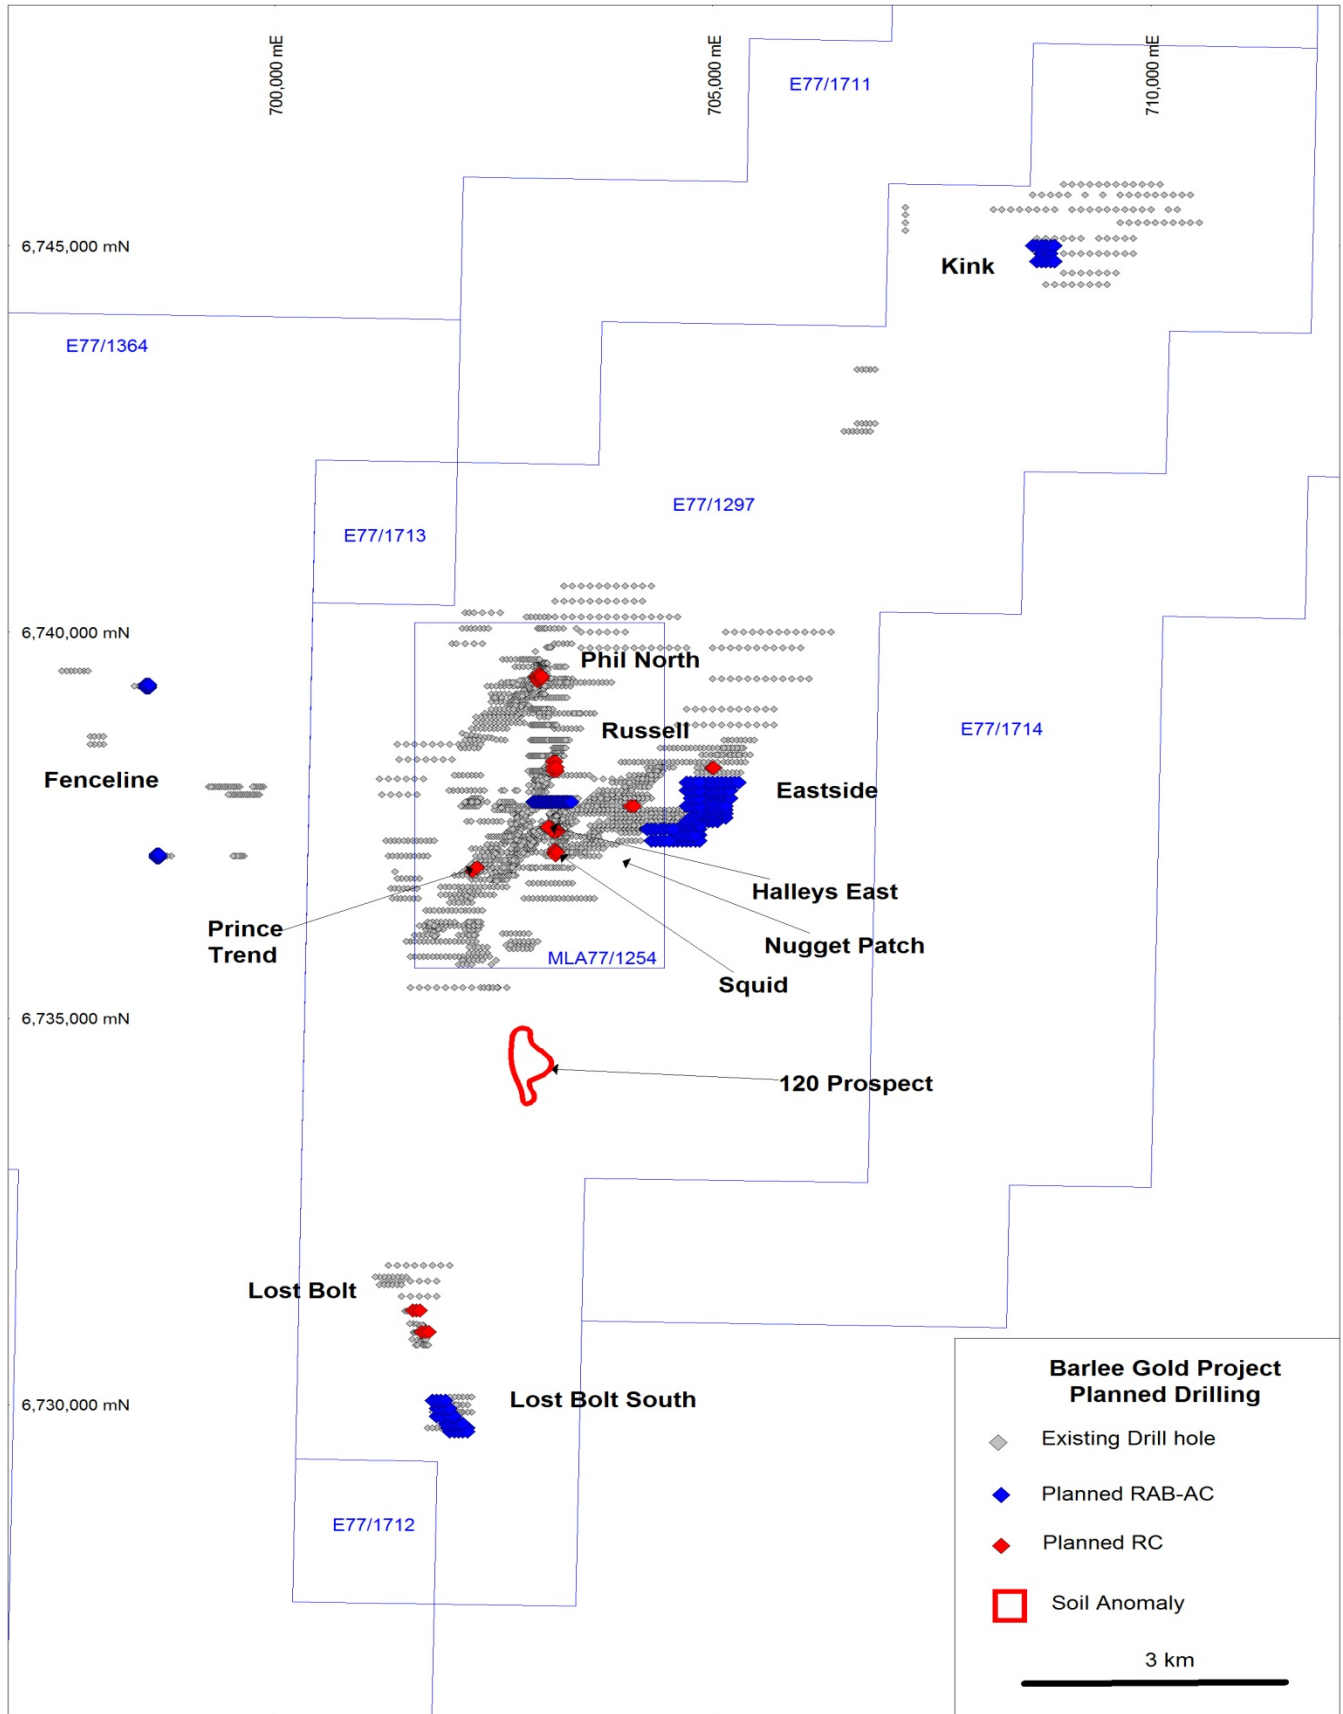 700,000 mE
705,000 mE
710,000 mE
E77/1711
6,745,000 mN
Kink
E77/1364
E77/1297
E77/1713
6,740,000 mN
Phil North
Russell
E77/1714
Fenceline
Eastside
Halleys East
Prince
Trend
Nugget Patch
MLA77/1254
Squid
6,735,000 mN
120 Prospect
Lost Bolt
Lost Bolt South
6,730,000 mN
E77/1712
Barlee Gold Project
Planned Drilling
Existing Drill hole
Planned RAB-AC
Planned RC
Soil Anomaly
3 km